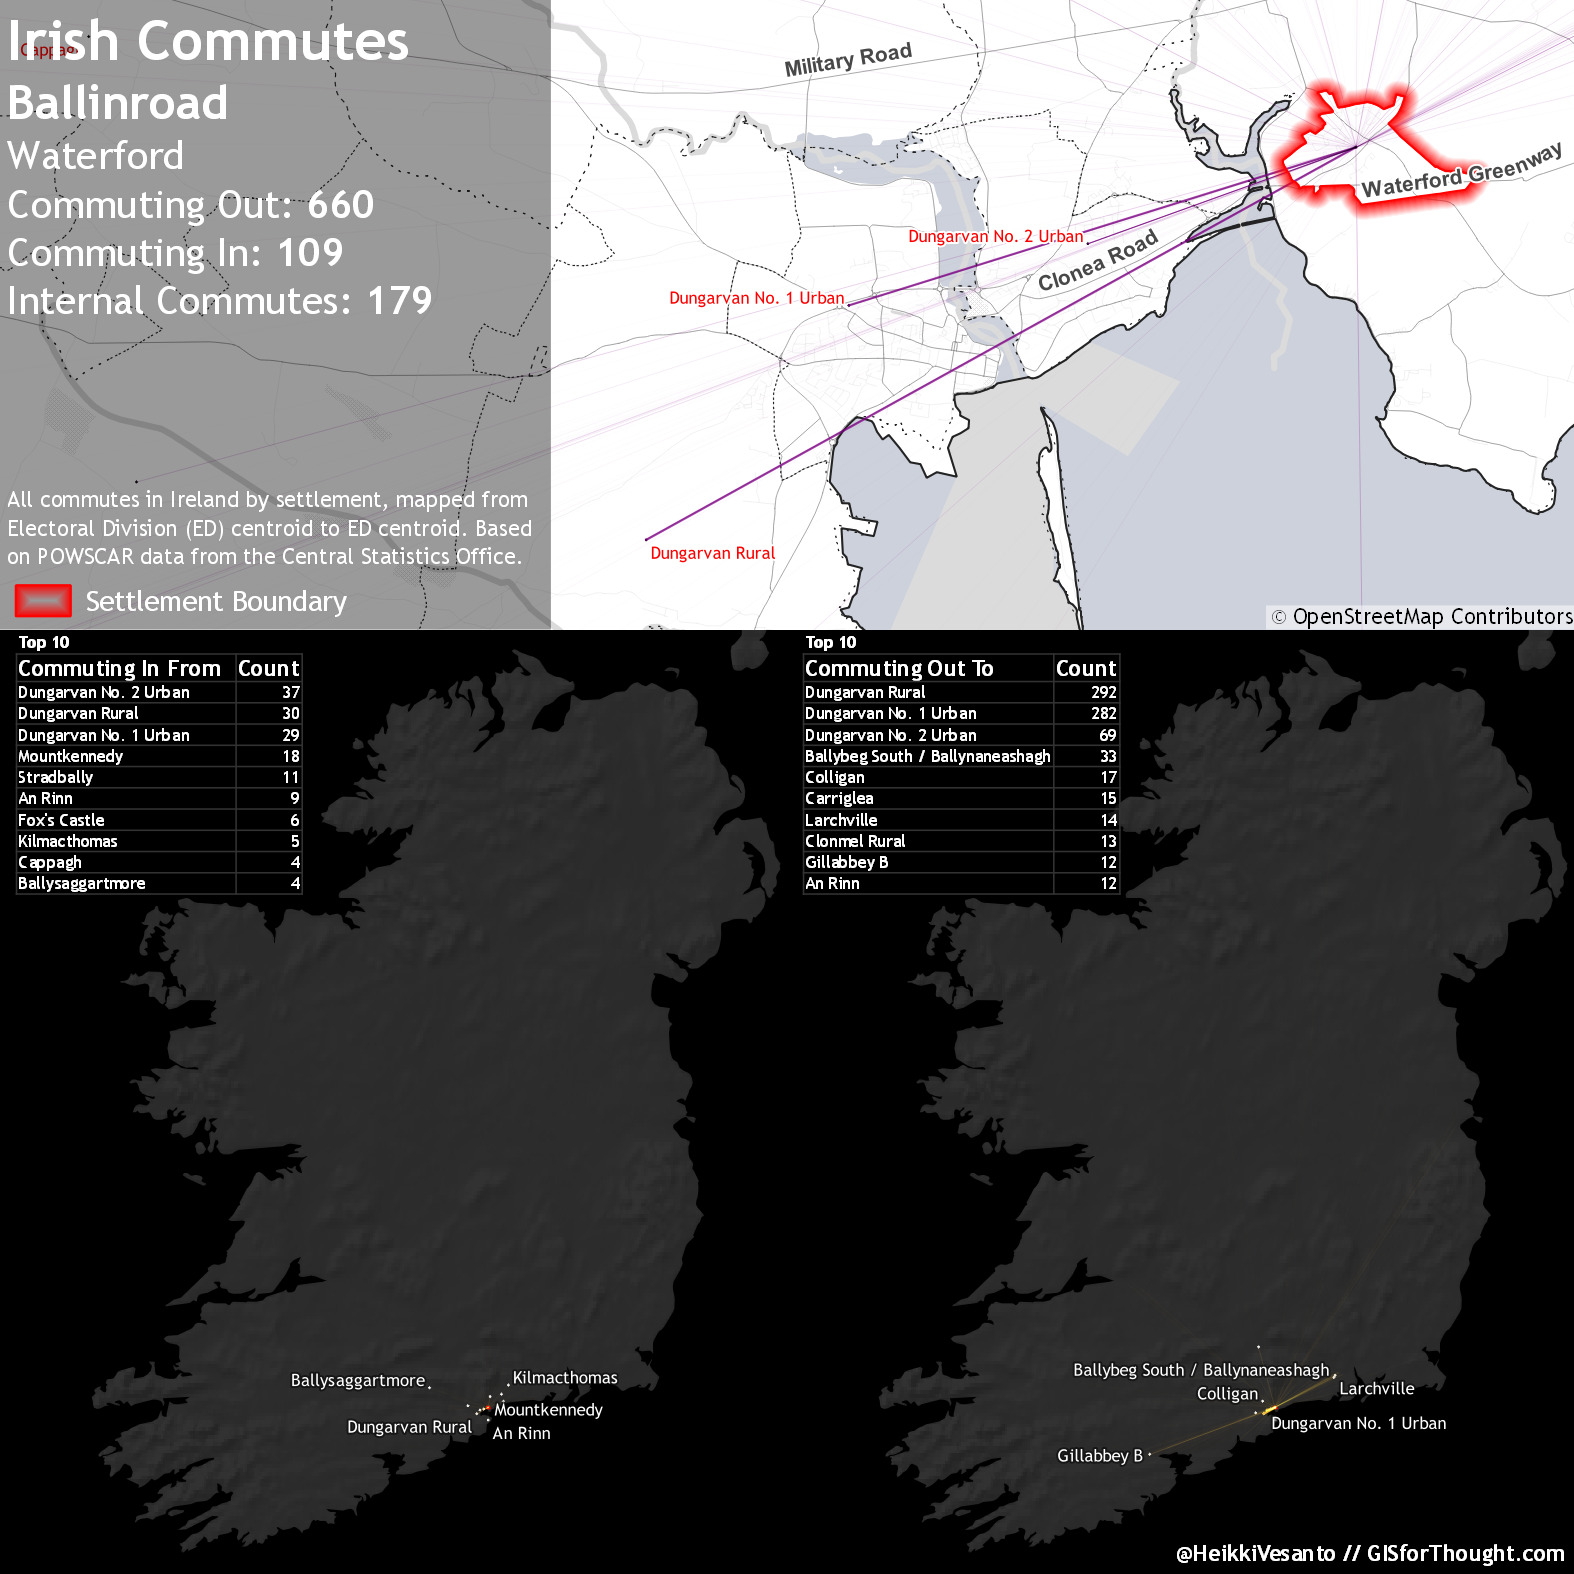 Irish Commutes
Cappagh
Ballinroad
Waterford
Commuting Out: 660
Commuting In: 109
Internal Commutes: 179
All commutes in Ireland by settlement, mapped from
Electoral Division (ED) centroid to ED centroid. Based
on POWSCAR data from the Central Statistics Office.
Settlement Boundary
Military Road
Waterford Greenway
Dungarvan No. 2 Urban
Clonea Road
Dungarvan No. 1 Urban
Dungarvan Rural
© OpenStreetMap Contributors
Top 10
Commuting In From Count
Dungarvan No. 2 Urban 37
Dungarvan Rural 30
Dungarvan No. 1 Urban 29
Mountkennedy 18
Stradbally 11
An Rinn 9
Fox's Castle 6
Kilmacthomas 5
Cappagh 4
Ballysaggartmore 4
Top 10
Commuting Out To Count
Dungarvan Rural 292
Dungarvan No. 1 Urban 282
Dungarvan No. 2 Urban 69
Ballybeg South / Ballynaneashagh 33
Colligan 17
Carriglea 15
Larchville 14
Clonmel Rural 13
Gillabbey B 12
An Rinn 12
Ballysaggartmore
Kilmacthomas
Mountkennedy
Dungarvan Rural
An Rinn
Ballybeg South / Ballynaneashagh
Larchville
Colligan
Dungarvan No. 1 Urban
Gillabbey B
@HeikkiVesanto // GISforThought.com